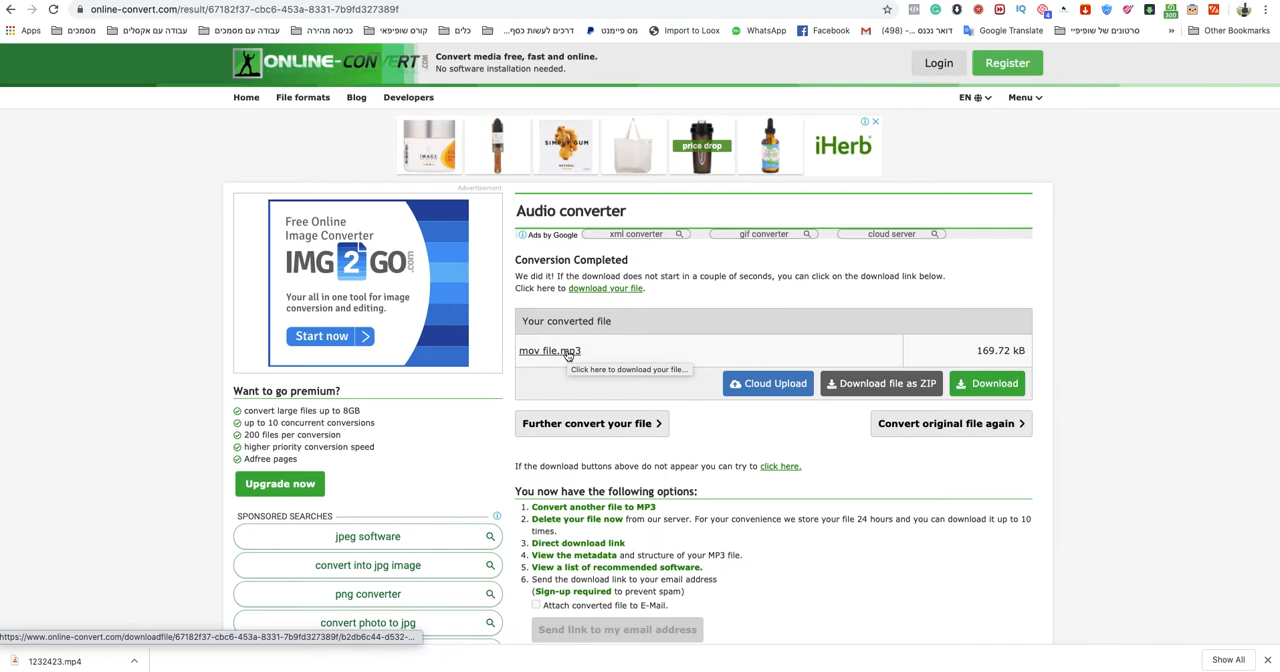 online-convert.com/result/67182f37-cbc6-453a-8331-7b9fd327389f
Apps
מסמכים
עבודה עם אקסלים
עבודה עם מסמכים
כניסה מהירה
קורס שופיפאי
כלים
דרכים לעשות כסף...
מס פיימנט
Import to Loox
WhatsApp
Facebook
דואר נכנס - (498)...
Google Translate
סרטונים של שופיפיי
»
Other Bookmarks
ONLINE-CONVERT
.COM
Convert media free, fast and online.
No software installation needed.
Login
Register
Home
File formats
Blog
Developers
EN
Menu
IMAGE
SIMPLY GUM
price drop
iHerb
Advertisement
Free Online
Image Converter
IMG2GO.com
Your all in one tool for image
conversion and editing.
Start now
Want to go premium?
convert large files up to 8GB
up to 10 concurrent conversions
200 files per conversion
higher priority conversion speed
Adfree pages
Upgrade now
SPONSORED SEARCHES
jpeg software
convert into jpg image
png converter
convert photo to jpg
Audio converter
Ads by Google
xml converter
gif converter
cloud server
Conversion Completed
We did it! If the download does not start in a couple of seconds, you can click on the download link below.
Click here to download your file.
Your converted file
mov file.mp3
169.72 kB
Click here to download your file...
Cloud Upload
Download file as ZIP
Download
Further convert your file
Convert original file again
If the download buttons above do not appear you can try to click here.
You now have the following options:
1. Convert another file to MP3
2. Delete your file now from our server. For your convenience we store your file 24 hours and you can download it up to 10
times.
3. Direct download link
4. View the metadata and structure of your MP3 file.
5. View a list of recommended software.
6. Send the download link to your email address
(Sign-up required to prevent spam)
Attach converted file to E-Mail.
Send link to my email address
https://www.online-convert.com/downloadfile/67182f37-cbc6-453a-8331-7b9fd327389f/b2db6c44-d532-...
1232423.mp4
Show All